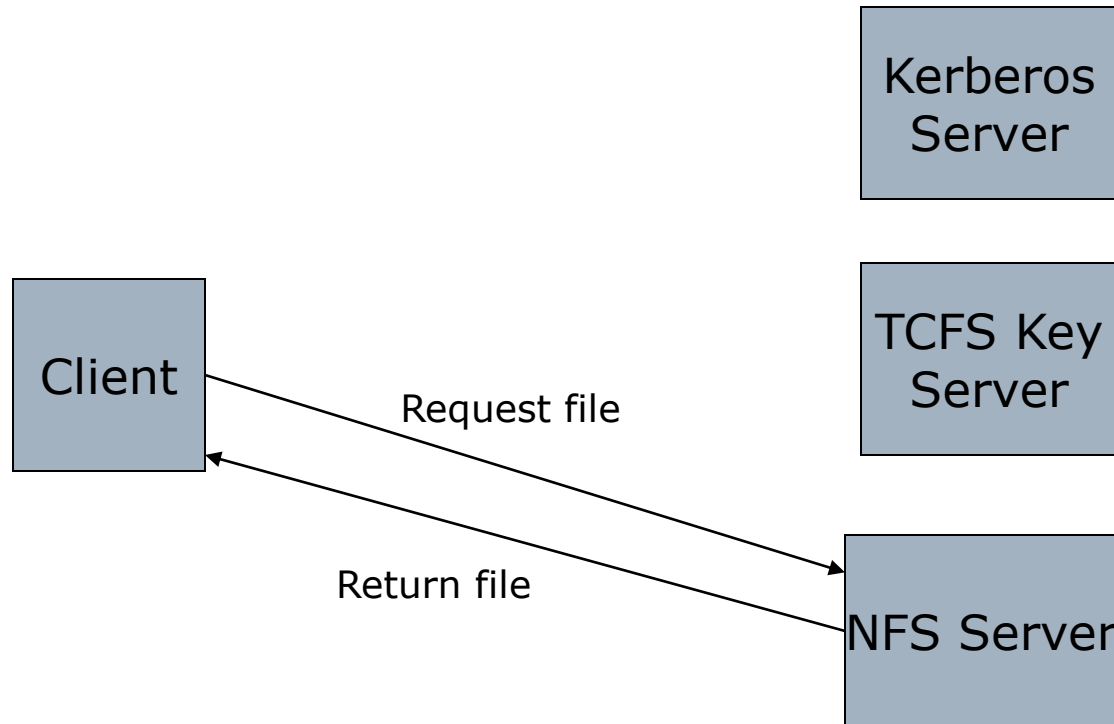 Kerberos
Server
TCFS Key
Server
Client
Request file
Return file
NFS Server